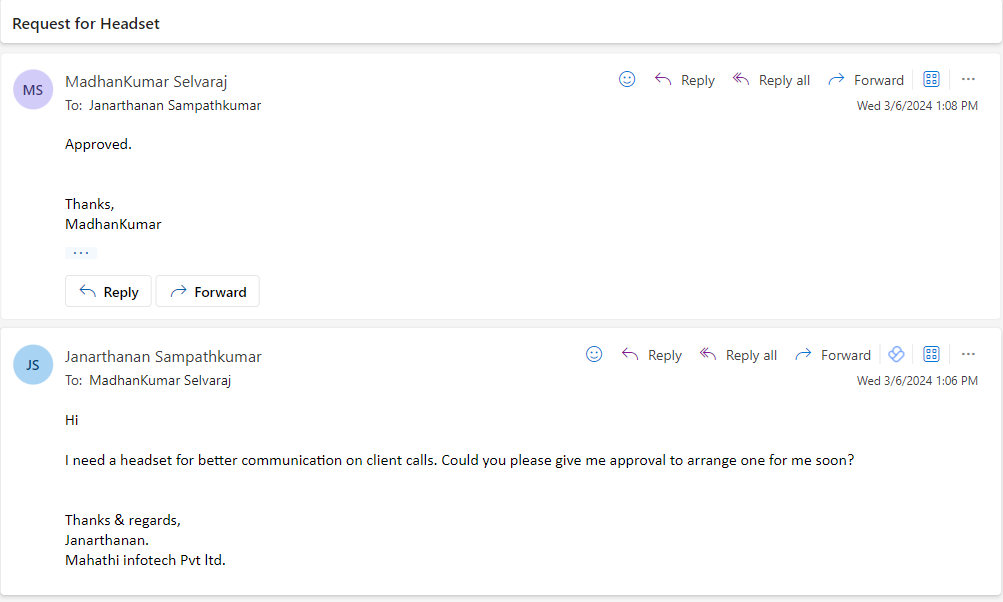 Request for Headset
MS
MadhanKumar Selvaraj
Reply
Reply all
Forward
To: Janarthanan Sampathkumar
Wed 3/6/2024 1:08 PM
Approved.
Thanks,
MadhanKumar
...
Reply
Forward
JS
Janarthanan Sampathkumar
Reply
Reply all
Forward
To: MadhanKumar Selvaraj
Wed 3/6/2024 1:06 PM
Hi
I need a headset for better communication on client calls. Could you please give me approval to arrange one for me soon?
Thanks & regards,
Janarthanan.
Mahathi infotech Pvt ltd.